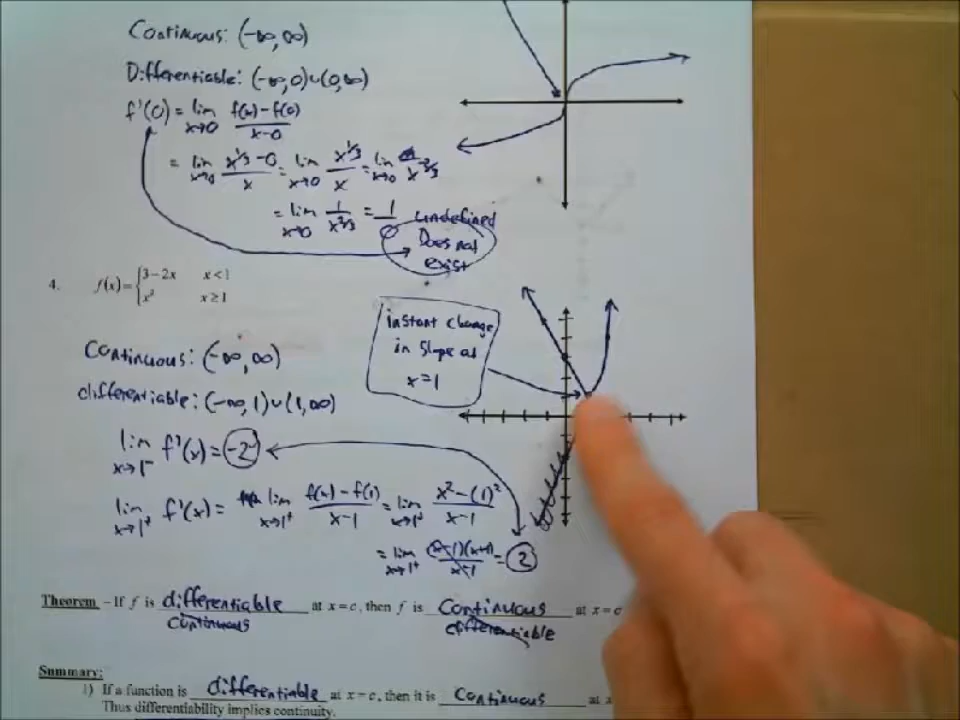 Continuous: (-∞, ∞)
Differentiable: (-∞, 0) ∪ (0, ∞)
f'(0) = lim x→0 f(x) - f(0) / x - 0
= lim x→0 x^1/3 - 0 / x = lim x→0 x^1/3 / x = lim x→0 x^-2/3
= lim x→0 1 / x^2/3 = 1 / 0 undefined
Does not
exist
4. f(x) = { 3 - 2x x < 1
x² x ≥ 1
instant change
in slope at
x = 1
Continuous: (-∞, ∞)
differentiable: (-∞, 1) ∪ (1, ∞)
lim x→1⁻ f'(x) = -2
lim x→1⁺ f'(x) = lim x→1⁺ f(x) - f(1) / x - 1 = lim x→1⁺ x² - (1)² / x - 1
= lim x→1⁺ (x-1)(x+1) / x-1 = 2
Theorem - If f is differentiable at x = c, then f is Continuous at x = c
continuous differentiable
Summary:
1) If a function is differentiable at x = c, then it is continuous at x
Thus differentiability implies continuity.